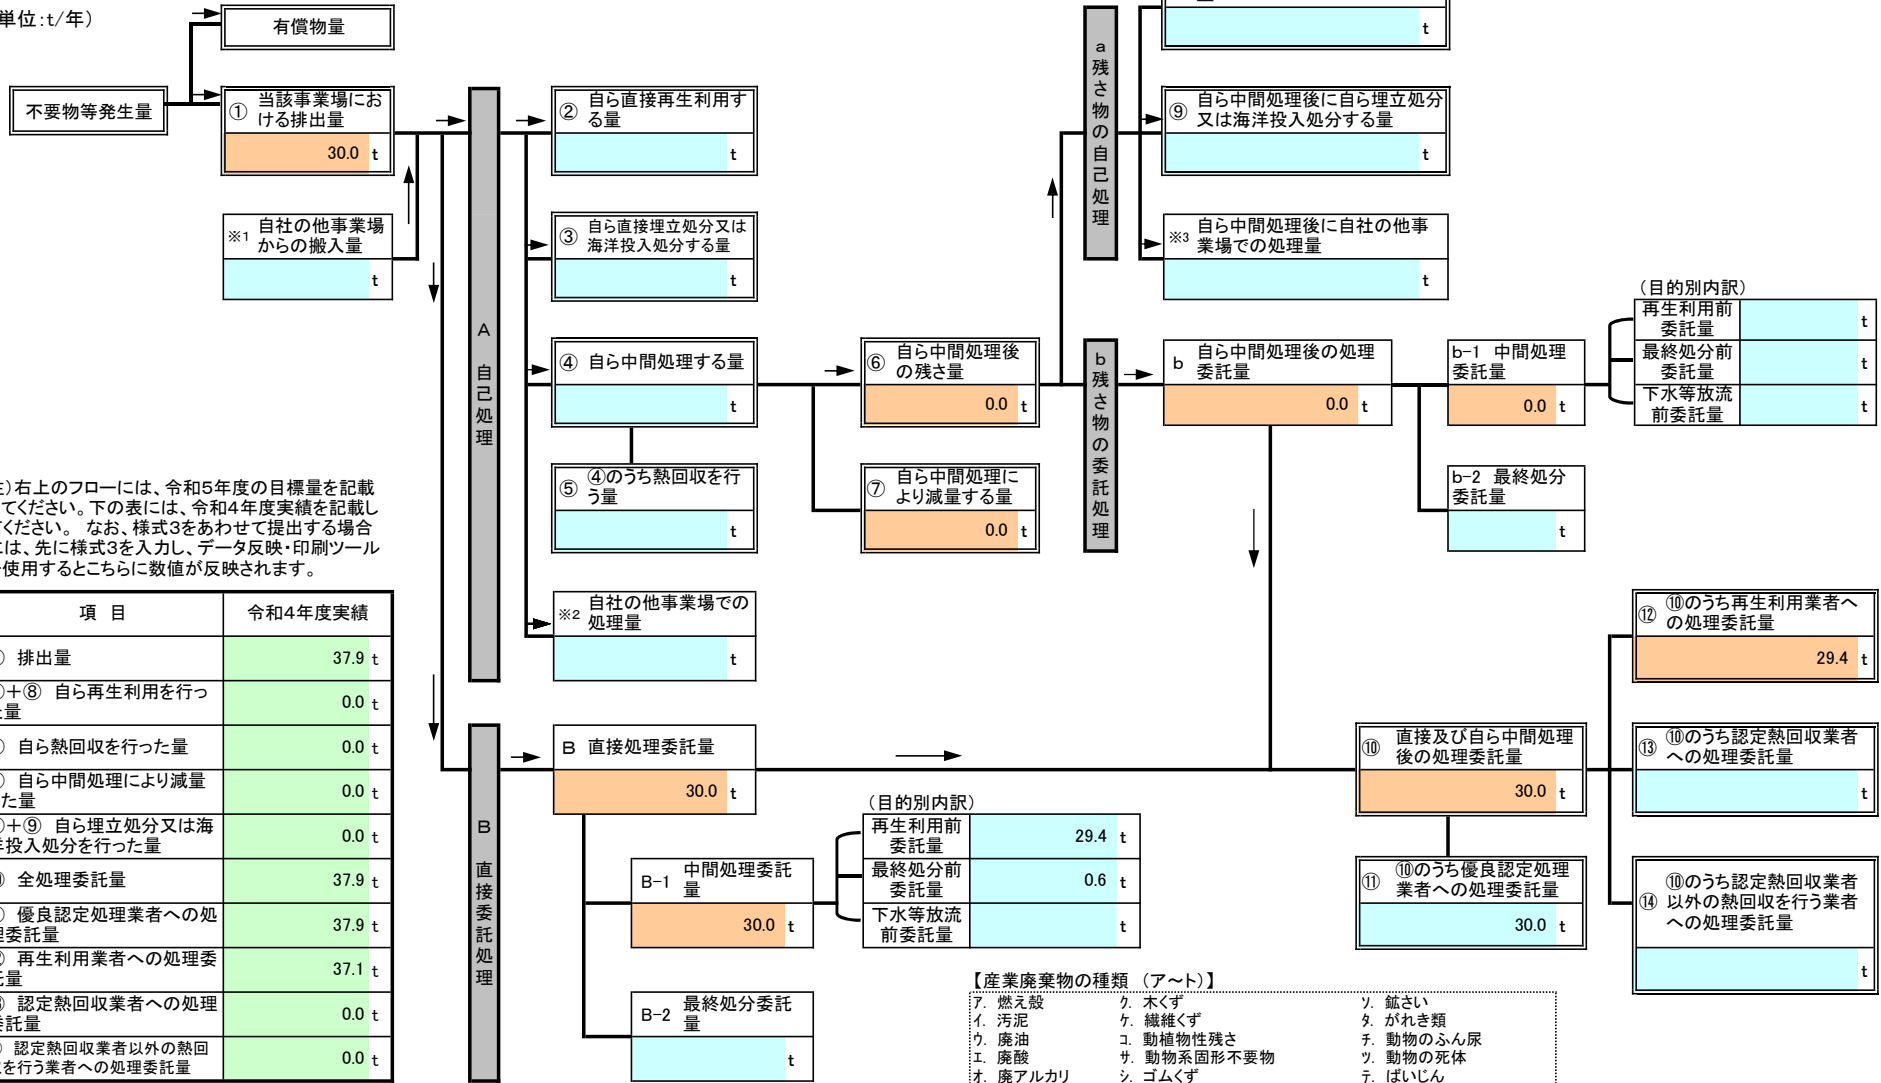 単位:t/年)
有償物量
不要物等発生量
① 当該事業場にお
ける排出量
30.0 t
※1 自社の他事業場
からの搬入量
t
A 自己処理
② 自ら直接再生利用す
る量
t
③ 自ら直接埋立処分又は
海洋投入処分する量
t
④ 自ら中間処理する量
t
⑤ ④のうち熱回収を行
う量
t
※2 自社の他事業場での
処理量
t
⑥ 自ら中間処理後
の残さ量
0.0 t
⑦ 自ら中間処理に
より減量する量
0.0 t
a 残さ物の自己処理
t
⑨ 自ら中間処理後に自ら埋立処分
又は海洋投入処分する量
t
※3 自ら中間処理後に自社の他事
業場での処理量
t
b 残さ物の委託処理
b 自ら中間処理後の処理
委託量
0.0 t
b-1 中間処理
委託量
0.0 t
b-2 最終処分
委託量
t
(目的別内訳)
再生利用前
委託量
t
最終処分前
委託量
t
下水等放流
前委託量
t
)右上のフローには、令和5年度の目標量を記載
てください。下の表には、令和4年度実績を記載し
ください。 なお、様式3をあわせて提出する場合
は、先に様式3を入力し、データ反映・印刷ツール
使用するとこちらに数値が反映されます。
項 目 令和4年度実績
) 排出量 37.9 t
)+⑧ 自ら再生利用を行っ
量 0.0 t
) 自ら熱回収を行った量 0.0 t
) 自ら中間処理により減量
た量 0.0 t
)+⑨ 自ら埋立処分又は海
投入処分を行った量 0.0 t
) 全処理委託量 37.9 t
) 優良認定処理業者への処
委託量 37.9 t
) 再生利用業者への処理委
量 37.1 t
) 認定熱回収業者への処理
託量 0.0 t
) 認定熱回収業者以外の熱回
を行う業者への処理委託量 0.0 t
B 直接委託処理
B 直接処理委託量
30.0 t
B-1 中間処理委託
量
30.0 t
B-2 最終処分委託
量
t
(目的別内訳)
再生利用前
委託量
29.4 t
最終処分前
委託量
0.6 t
下水等放流
前委託量
t
⑩ 直接及び自ら中間処理
後の処理委託量
30.0 t
⑪ ⑩のうち優良認定処理
業者への処理委託量
30.0 t
⑫ ⑩のうち再生利用業者へ
の処理委託量
29.4 t
⑬ ⑩のうち認定熱回収業者
への処理委託量
t
⑭ ⑩のうち認定熱回収業者
以外の熱回収を行う業者
への処理委託量
t
【産業廃棄物の種類 (ア~ト)】
ア. 燃え殻 ク. 木くず ソ. 鉱さい
イ. 汚泥 ケ. 繊維くず タ. がれき類
ウ. 廃油 コ. 動植物性残さ チ. 動物のふん尿
エ. 廃酸 サ. 動物系固形不要物 ツ. 動物の死体
オ. 廃アルカリ シ. ゴムくず テ. ばいじん